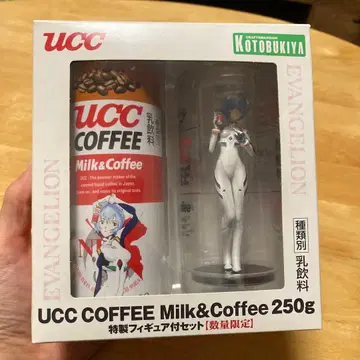 UCC
CRAFTSMANSHIP
KOTOBUKIYA
EVANGELION
UCC
COFFEE
乳飲料
Milk&Coffee
EVANGELION
種類別 乳飲料
UCC COFFEE Milk&Coffee 250g
特製フィギュア付セット【数量限定】